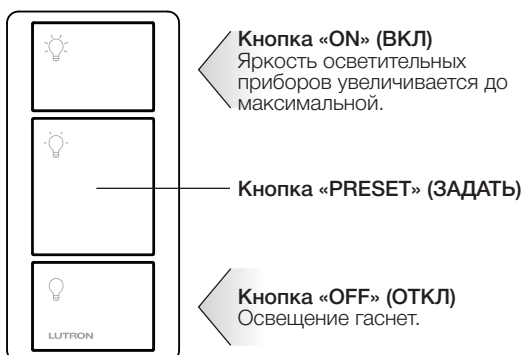 Кнопка «ON» (ВКЛ)
Яркость осветительных
приборов увеличивается до
максимальной.
Кнопка «PRESET» (ЗАДАТЬ)
Кнопка «OFF» (ОТКЛ)
Освещение гаснет.
LUTRON